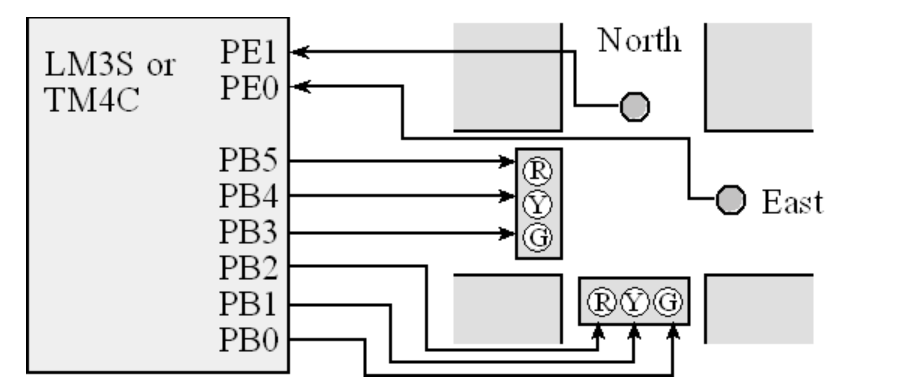 LM3S or
TM4C
PE1
PE0
PB5
PB4
PB3
PB2
PB1
PB0
North
East
R
Y
G
R Y G